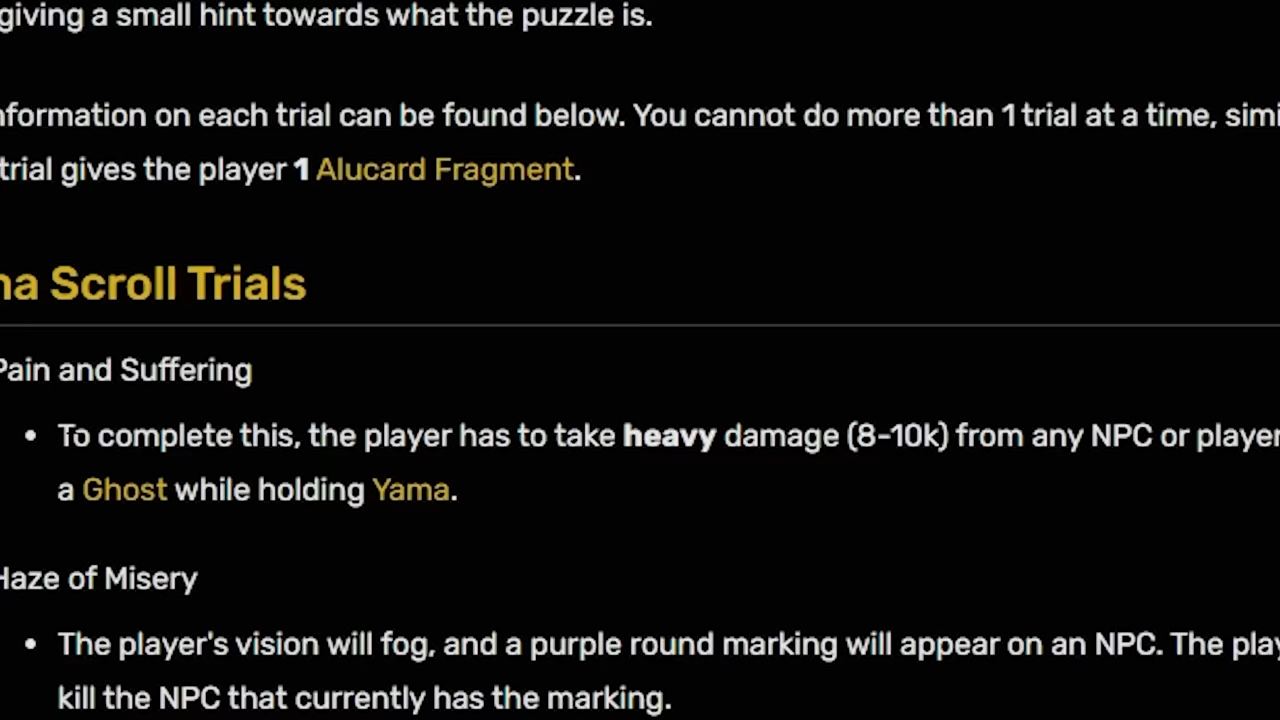 giving a small hint towards what the puzzle is.
nformation on each trial can be found below. You cannot do more than 1 trial at a time, simi
trial gives the player 1 Alucard Fragment.
na Scroll Trials
Pain and Suffering
• To complete this, the player has to take heavy damage (8-10k) from any NPC or player
a Ghost while holding Yama.
Haze of Misery
• The player's vision will fog, and a purple round marking will appear on an NPC. The play
kill the NPC that currently has the marking.